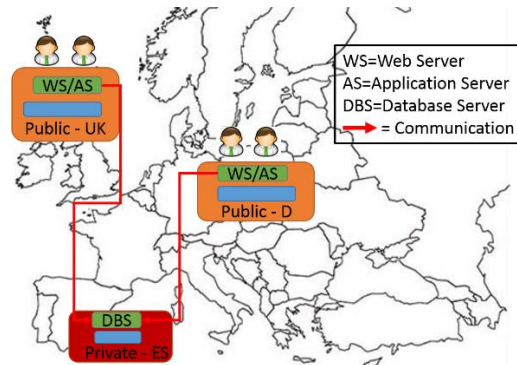 WS/AS
Public - UK
WS=Web Server
AS=Application Server
DBS=Database Server
= Communication
WS/AS
Public - D
DBS
Private - ES